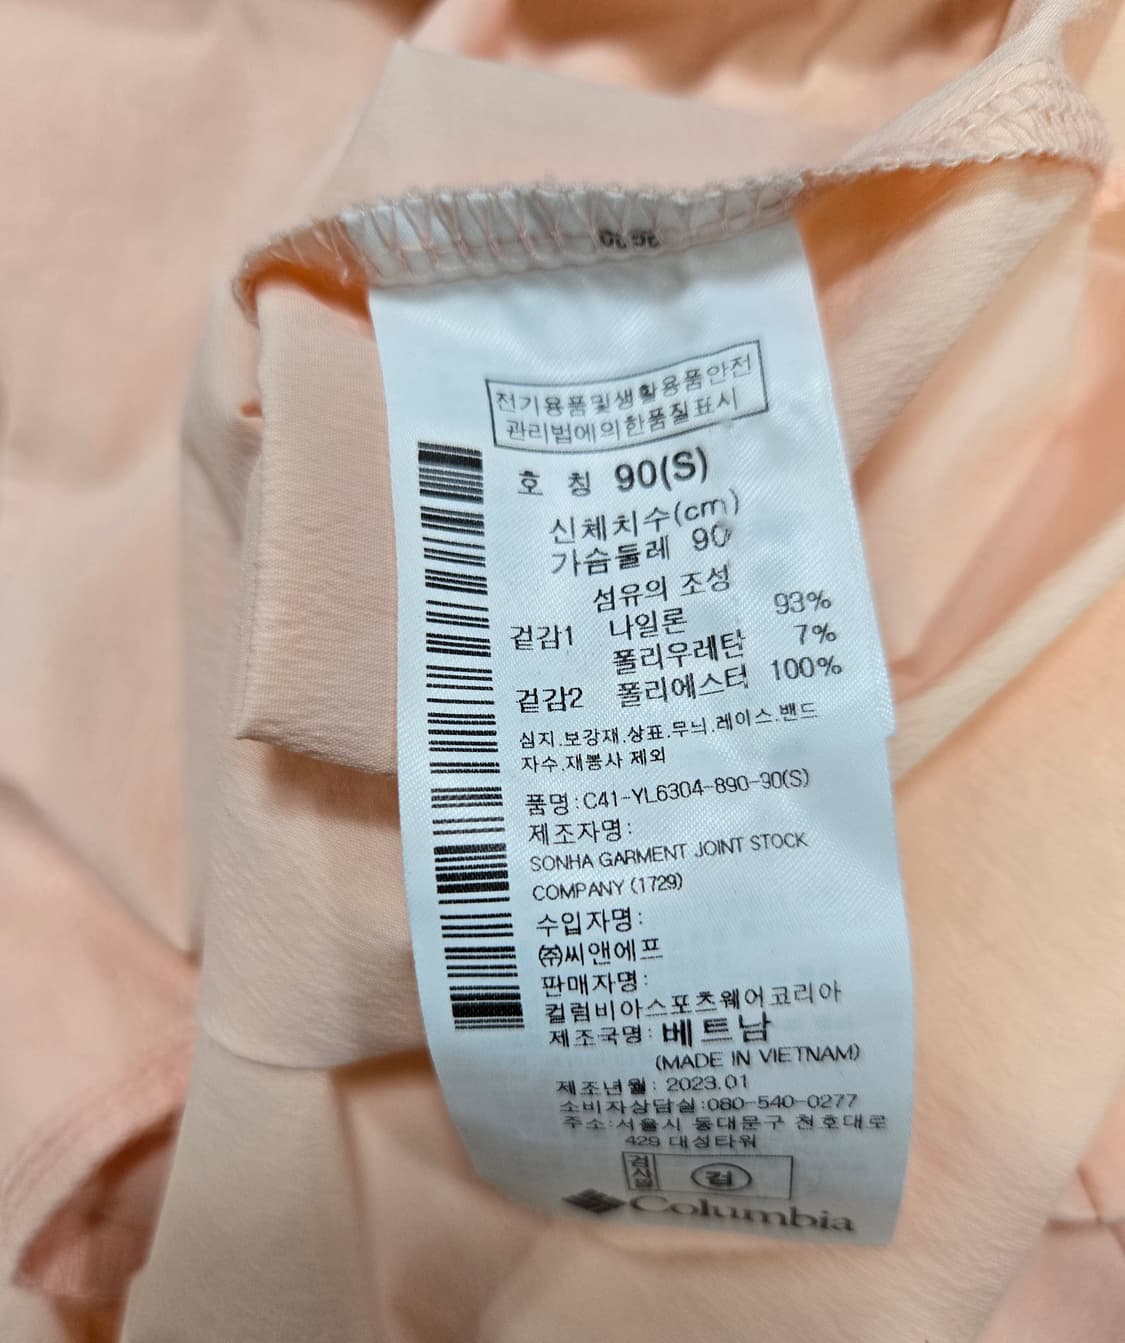 전기용품및생활용품안전
관리법에의한품질표시
호 칭 90(S)
신체치수(cm)
가슴둘레 90
섬유의 조성
겉감1 나일론 93%
폴리우레탄 7%
겉감2 폴리에스터 100%
심지.보강재.상표.무늬.레이스.밴드
자수.재봉사 제외
품명:C41-YL6304-890-90(S)
제조자명:
SONHA GARMENT JOINT STOCK
COMPANY (1729)
수입자명:
㈜씨앤에프
판매자명:
컬럼비아스포츠웨어코리아
제조국명: 베트남
(MADE IN VIETNAM)
제조년월: 2023.01
소비자상담실:080-540-0277
주소:서울시 동대문구 천호대로
429 대성타워
검사필 검
Columbia